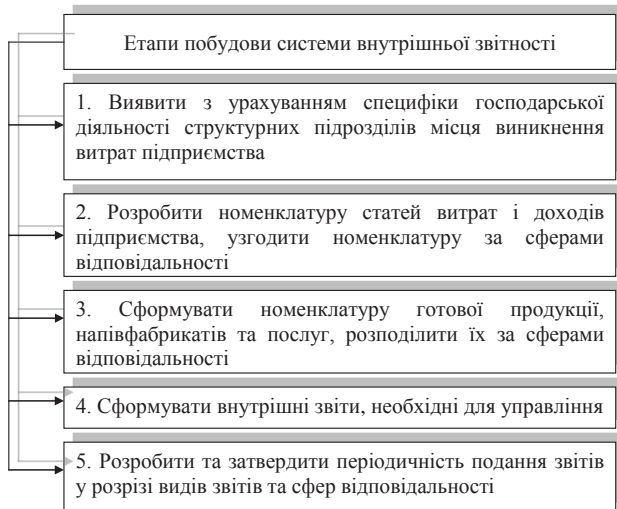 Етапи побудови системи внутрішньої звітності
1. Виявити з урахуванням специфіки господарської
діяльності структурних підрозділів місця виникнення
витрат підприємства
2. Розробити номенклатуру статей витрат і доходів
підприємства, узгодити номенклатуру за сферами
відповідальності
3. Сформувати номенклатуру готової продукції,
напівфабрикатів та послуг, розподілити їх за сферами
відповідальності
4. Сформувати внутрішні звіти, необхідні для управління
5. Розробити та затвердити періодичність подання звітів
у розрізі видів звітів та сфер відповідальності